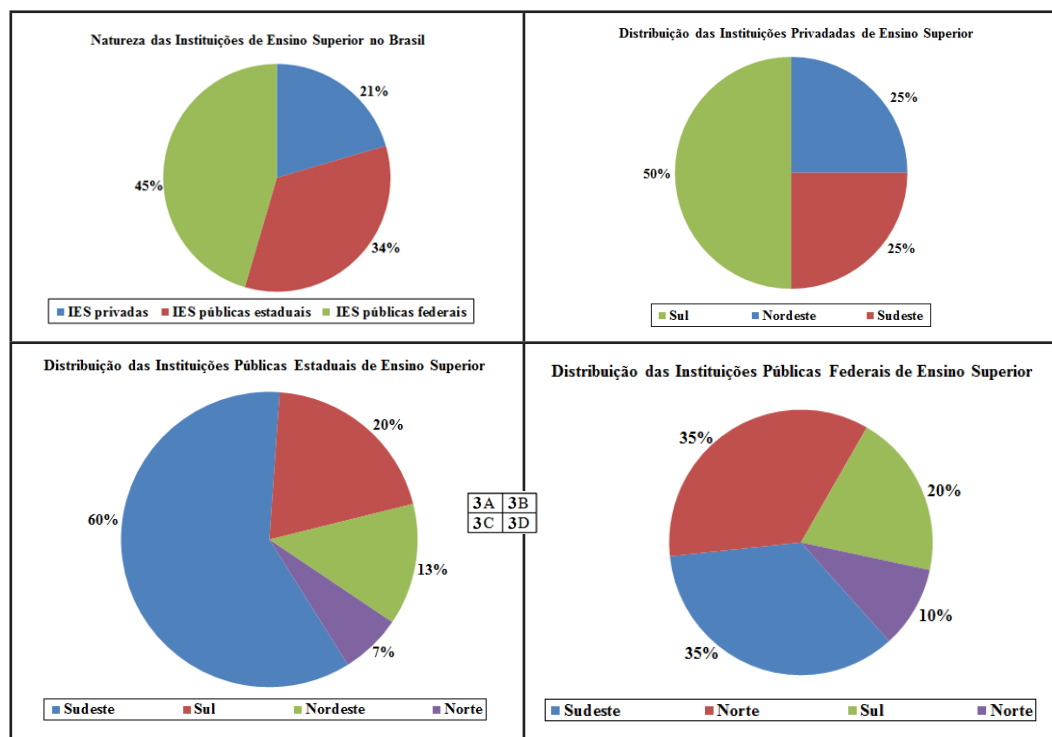 Natureza das Instituições de Ensino Superior no Brasil
21%
34%
45%
IES privadas IES públicas estaduais IES públicas federais
Distribuição das Instituições Privadadas de Ensino Superior
25%
25%
50%
Sul Nordeste Sudeste
Distribuição das Instituições Públicas Estaduais de Ensino Superior
20%
60%
13%
7%
Sudeste Sul Nordeste Norte
3A 3B
3C 3D
Distribuição das Instituições Públicas Federais de Ensino Superior
35%
20%
10%
35%
Sudeste Norte Sul Norte